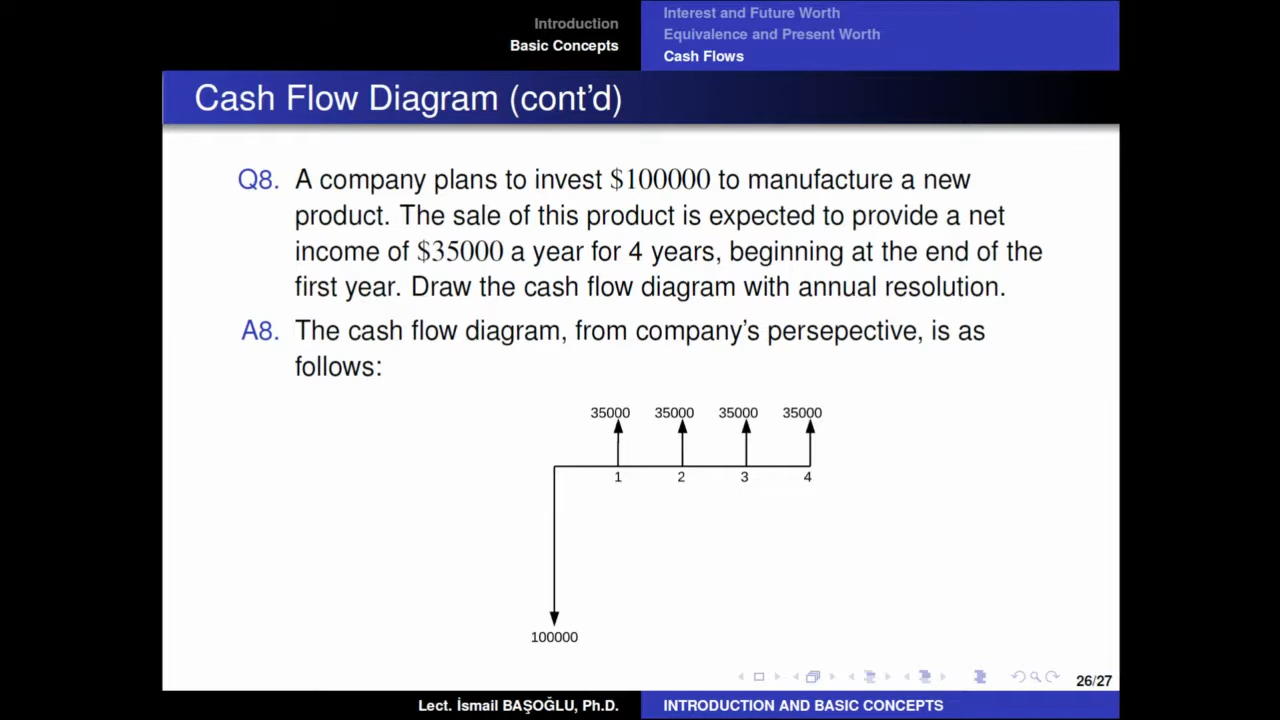 Introduction
Basic Concepts
Interest and Future Worth
Equivalence and Present Worth
Cash Flows
Cash Flow Diagram (cont'd)
Q8. A company plans to invest $100000 to manufacture a new
product. The sale of this product is expected to provide a net
income of $35000 a year for 4 years, beginning at the end of the
first year. Draw the cash flow diagram with annual resolution.
A8. The cash flow diagram, from company's persepective, is as
follows:
35000 35000 35000 35000
1 2 3 4
100000
26/27
Lect. İsmail BAŞOĞLU, Ph.D.
INTRODUCTION AND BASIC CONCEPTS